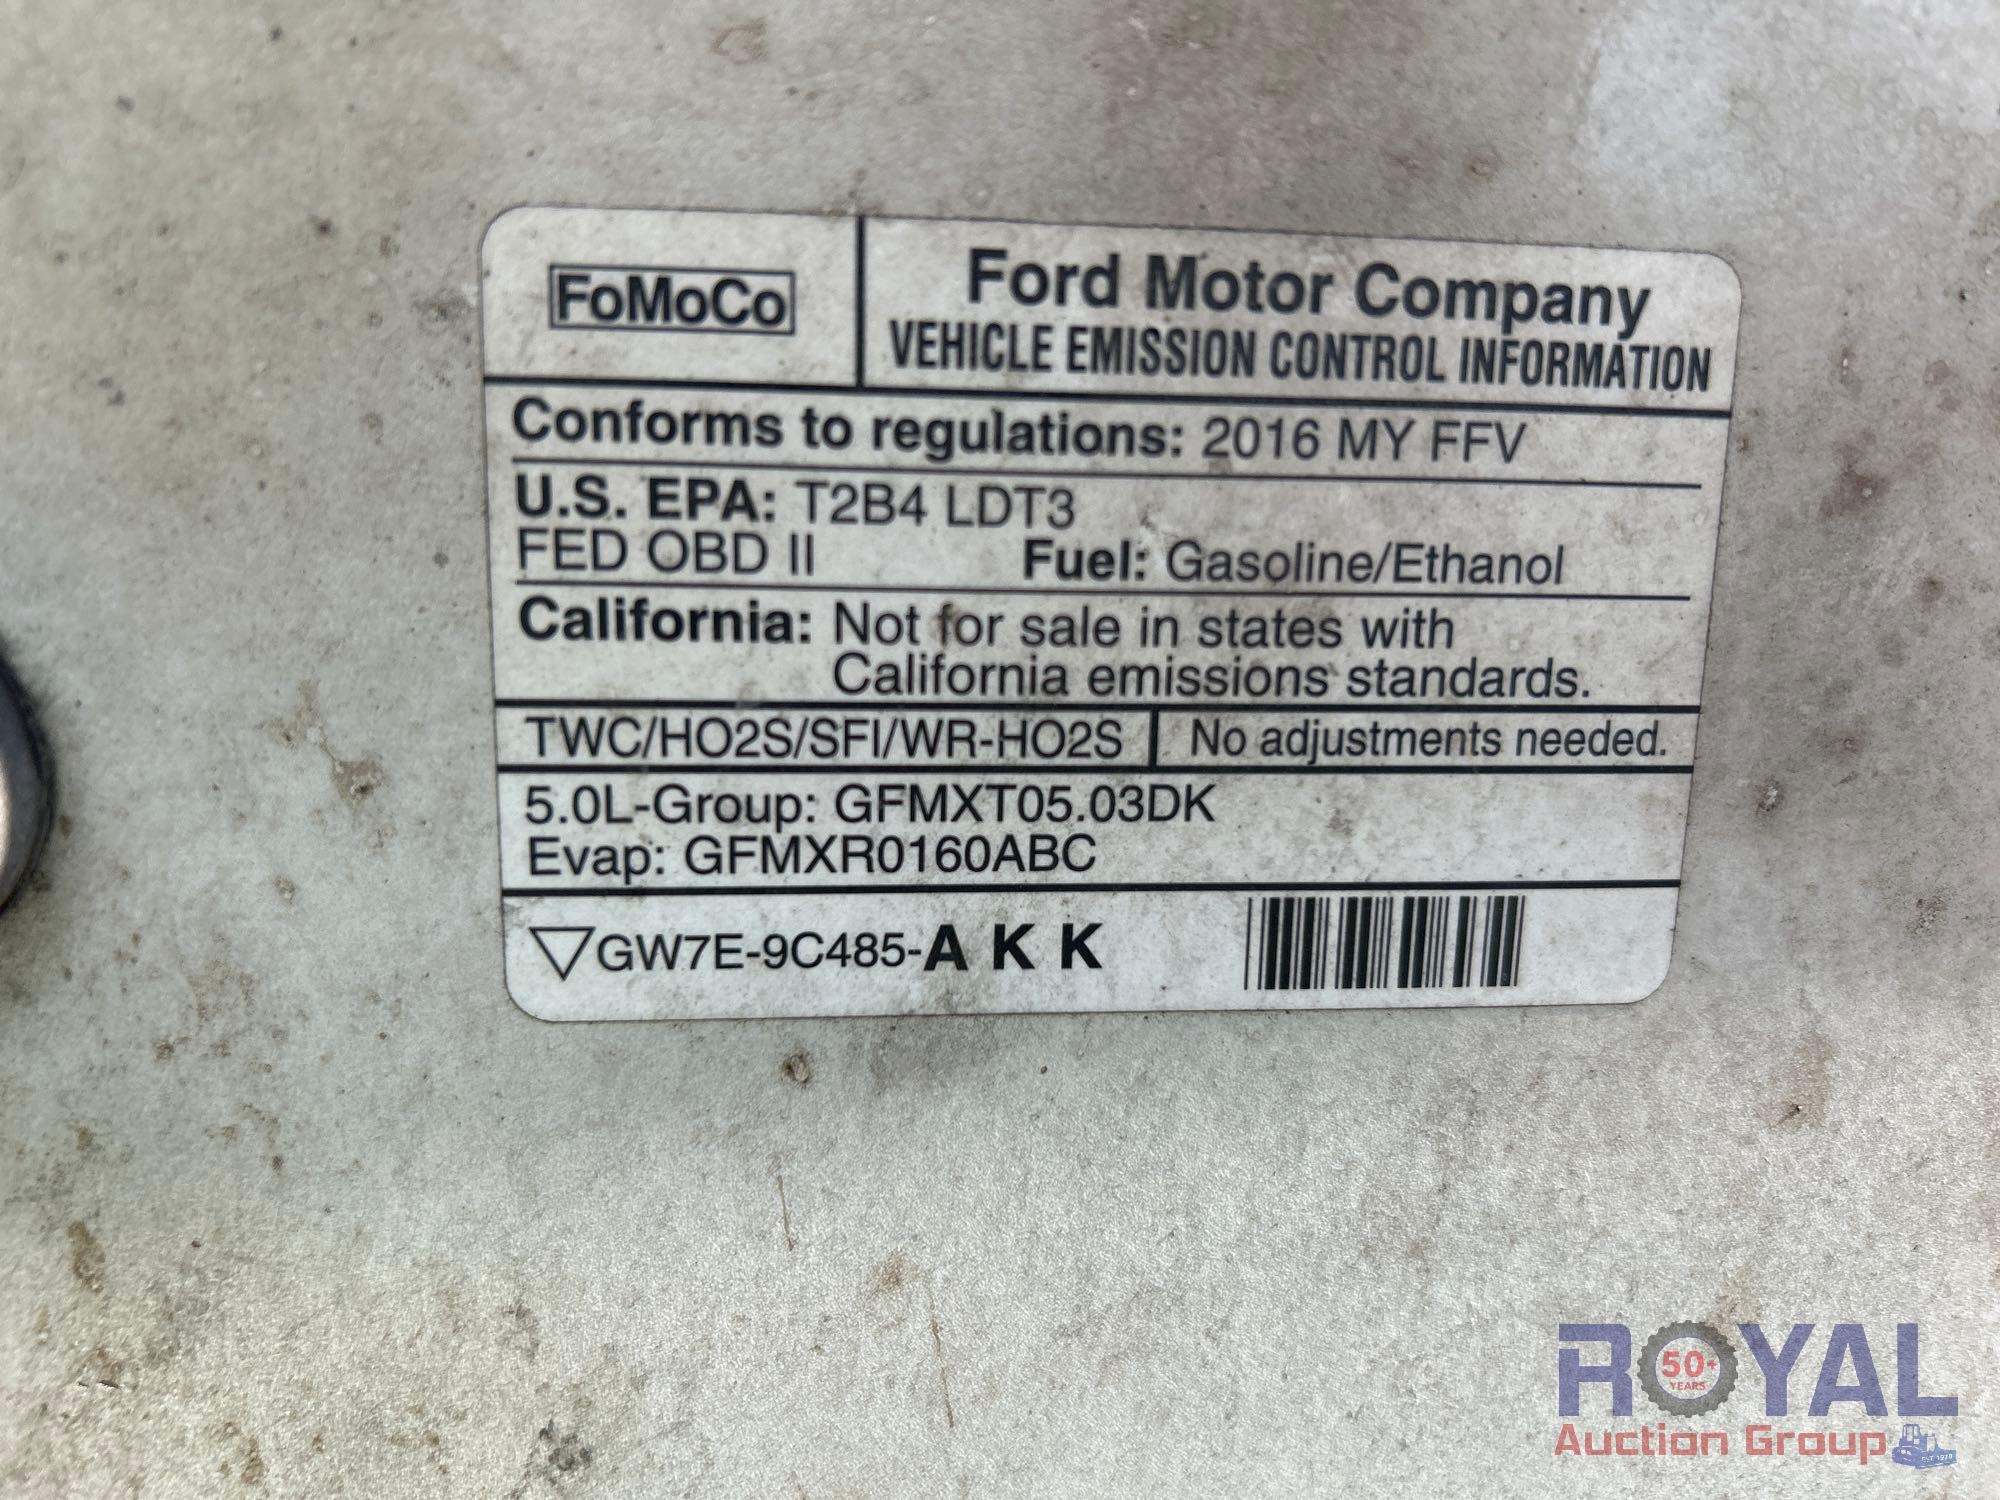 FoMoCo
Ford Motor Company
VEHICLE EMISSION CONTROL INFORMATION
Conforms to regulations: 2016 MY FFV
U.S. EPA: T2B4 LDT3
FED OBD II Fuel: Gasoline/Ethanol
California: Not for sale in states with
California emissions standards.
TWC/HO2S/SFI/WR-HO2S No adjustments needed.
5.0L-Group: GFMXT05.03DK
Evap: GFMXR0160ABC
GW7E-9C485-A K K
ROYAL
50+
YEARS
Auction Group
EST. 1970